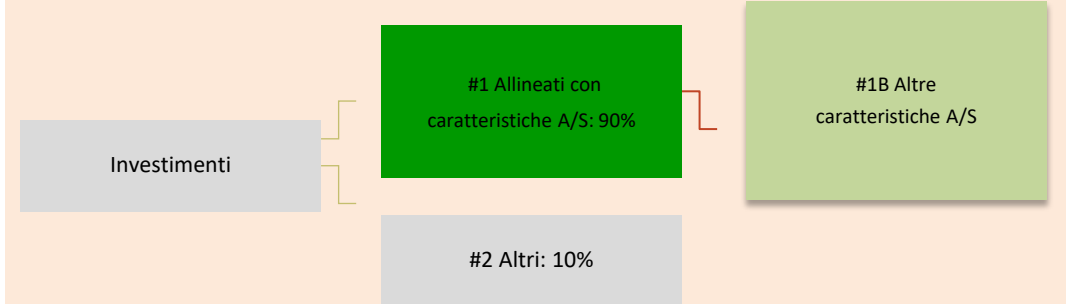 Investimenti
#1 Allineati con
caratteristiche A/S: 90%
#2 Altri: 10%
#1B Altre
caratteristiche A/S